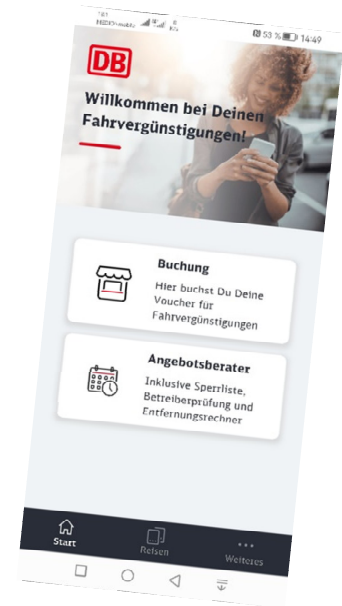 53 % 14:49
DB
Willkommen bei Deinen
Fahrvergünstigungen!
Buchung
Hier buchst Du Deine
Voucher für
Fahrvergünstigungen
Angebotsberater
Inklusive Sperrliste,
Betreiberprüfung und
Entfernungsrechner
Start
Reisen
Weiteres